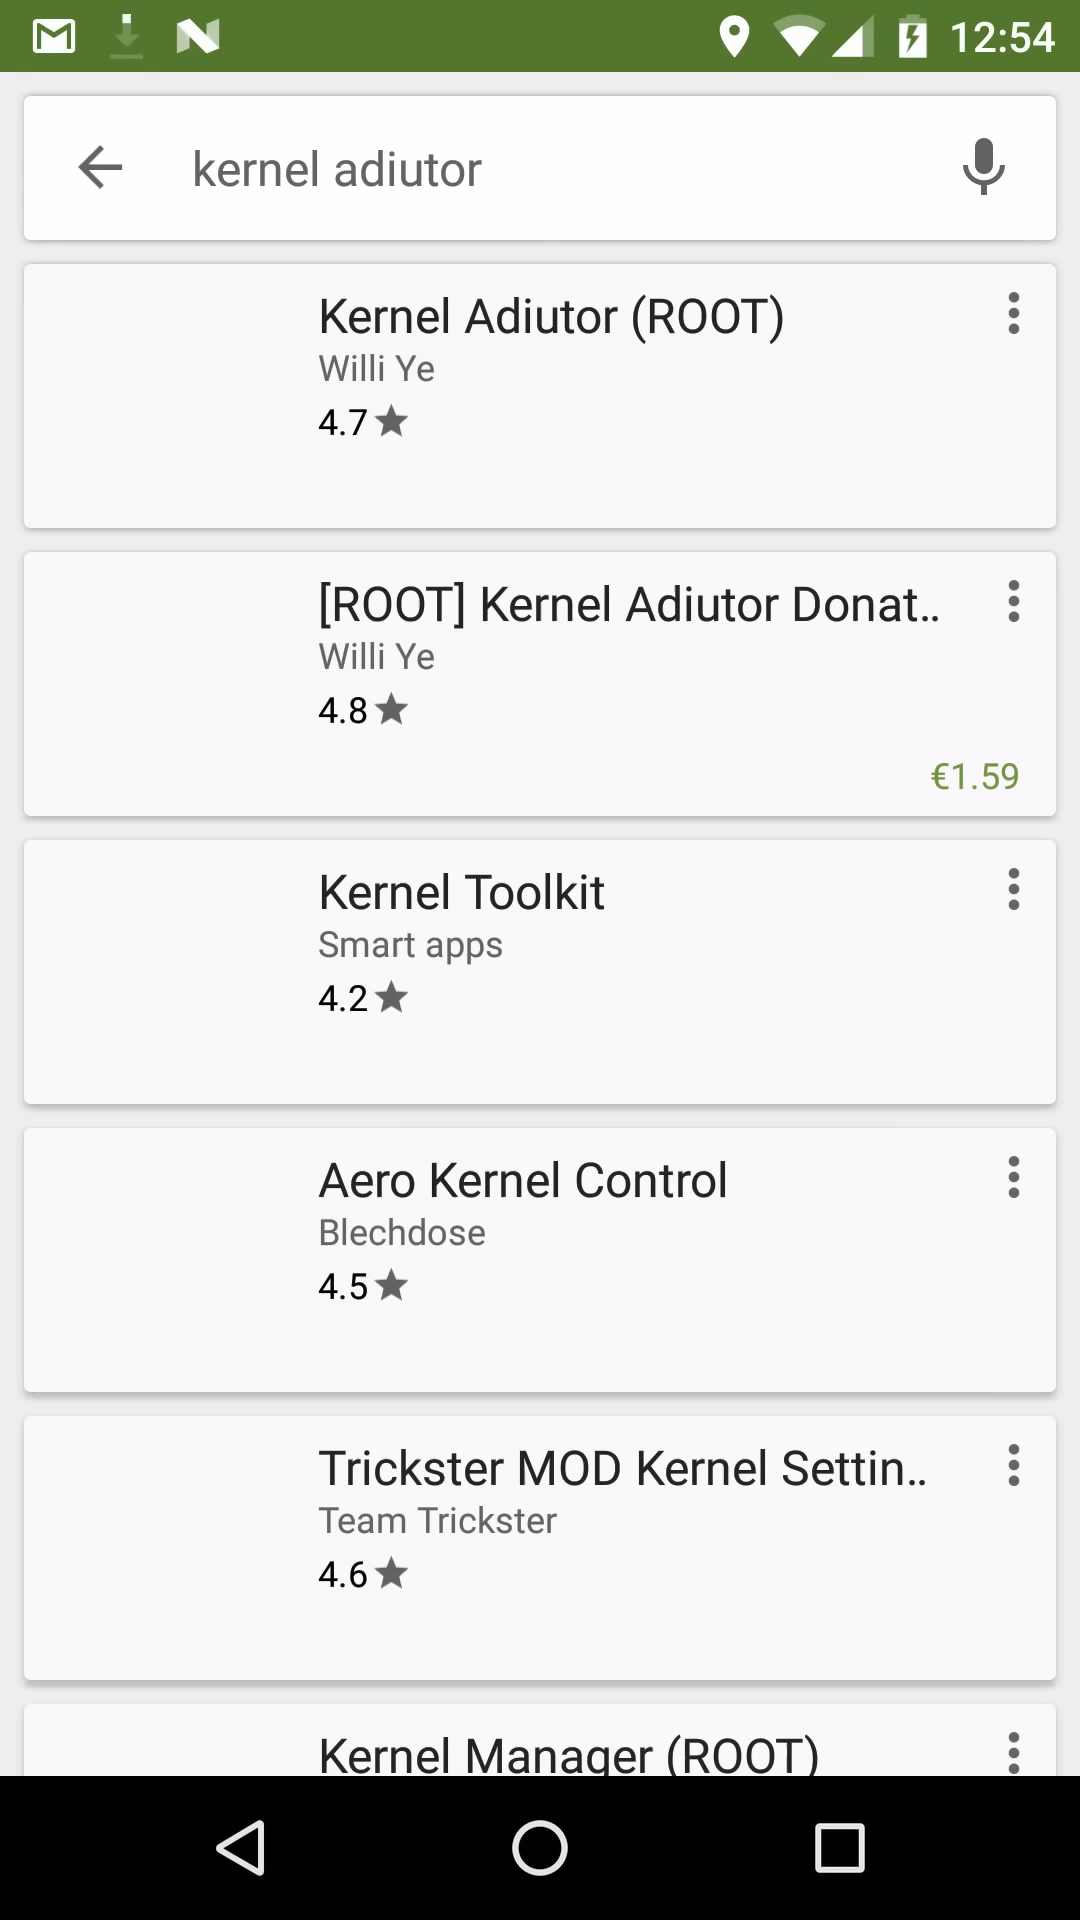 12:54
kernel adiutor
Kernel Adiutor (ROOT)
Willi Ye
4.7
[ROOT] Kernel Adiutor Donat..
Willi Ye
4.8
€1.59
Kernel Toolkit
Smart apps
4.2
Aero Kernel Control
Blechdose
4.5
Trickster MOD Kernel Settin..
Team Trickster
4.6
Kernel Manager (ROOT)